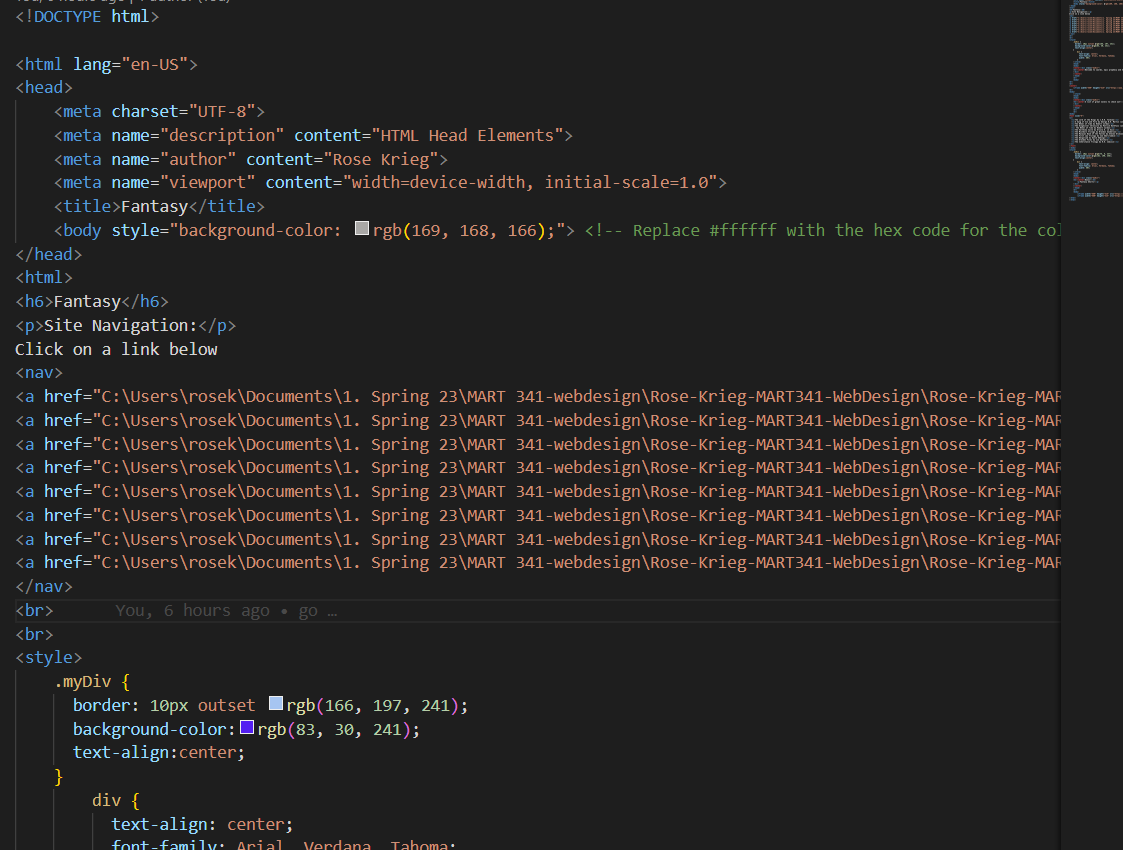 <!DOCTYPE html>
<html lang="en-US">
<head>
<meta charset="UTF-8">
<meta name="description" content="HTML Head Elements">
<meta name="author" content="Rose Krieg">
<meta name="viewport" content="width=device-width, initial-scale=1.0">
<title>Fantasy</title>
<body style="background-color: rgb(169, 168, 166);"> <!-- Replace #ffffff with the hex code for the col
</head>
<html>
<h6>Fantasy</h6>
<p>Site Navigation:</p>
Click on a link below
<nav>
<a href="C:\Users\rosek\Documents\1. Spring 23\MART 341-webdesign\Rose-Krieg-MART341-WebDesign\Rose-Krieg-MAR
<a href="C:\Users\rosek\Documents\1. Spring 23\MART 341-webdesign\Rose-Krieg-MART341-WebDesign\Rose-Krieg-MAR
<a href="C:\Users\rosek\Documents\1. Spring 23\MART 341-webdesign\Rose-Krieg-MART341-WebDesign\Rose-Krieg-MAR
<a href="C:\Users\rosek\Documents\1. Spring 23\MART 341-webdesign\Rose-Krieg-MART341-WebDesign\Rose-Krieg-MAR
<a href="C:\Users\rosek\Documents\1. Spring 23\MART 341-webdesign\Rose-Krieg-MART341-WebDesign\Rose-Krieg-MAR
<a href="C:\Users\rosek\Documents\1. Spring 23\MART 341-webdesign\Rose-Krieg-MART341-WebDesign\Rose-Krieg-MAR
<a href="C:\Users\rosek\Documents\1. Spring 23\MART 341-webdesign\Rose-Krieg-MART341-WebDesign\Rose-Krieg-MAR
<a href="C:\Users\rosek\Documents\1. Spring 23\MART 341-webdesign\Rose-Krieg-MART341-WebDesign\Rose-Krieg-MAR
</nav>
<br> You, 6 hours ago • go …
<br>
<style>
.myDiv {
border: 10px outset rgb(166, 197, 241);
background-color: rgb(83, 30, 241);
text-align:center;
}
div {
text-align: center;
font-family: Arial, Verdana, Tahoma;